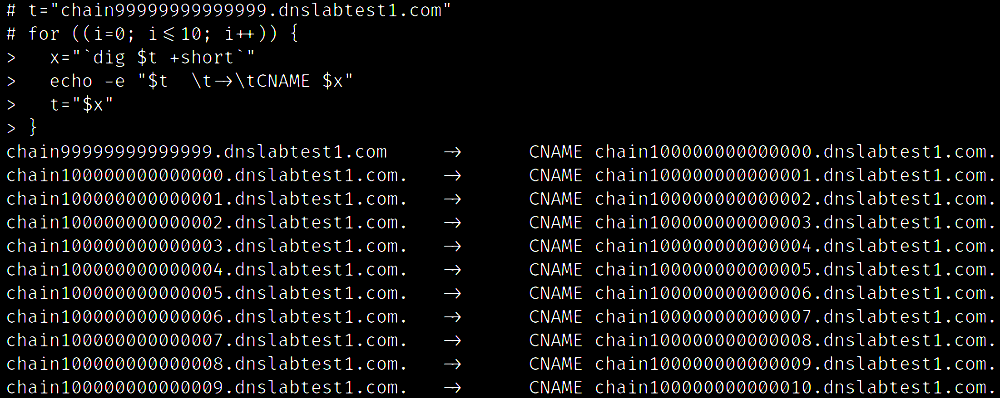 # t="chain99999999999999.dnslabtest1.com"
# for ((i=0; i<=10; i++)) {
>   x="`dig $t +short`"
>   echo -e "$t  \t->\tCNAME $x"
>   t="$x"
> }
chain99999999999999.dnslabtest1.com -> CNAME chain100000000000000.dnslabtest1.com.
chain100000000000000.dnslabtest1.com. -> CNAME chain100000000000001.dnslabtest1.com.
chain100000000000001.dnslabtest1.com. -> CNAME chain100000000000002.dnslabtest1.com.
chain100000000000002.dnslabtest1.com. -> CNAME chain100000000000003.dnslabtest1.com.
chain100000000000003.dnslabtest1.com. -> CNAME chain100000000000004.dnslabtest1.com.
chain100000000000004.dnslabtest1.com. -> CNAME chain100000000000005.dnslabtest1.com.
chain100000000000005.dnslabtest1.com. -> CNAME chain100000000000006.dnslabtest1.com.
chain100000000000006.dnslabtest1.com. -> CNAME chain100000000000007.dnslabtest1.com.
chain100000000000007.dnslabtest1.com. -> CNAME chain100000000000008.dnslabtest1.com.
chain100000000000008.dnslabtest1.com. -> CNAME chain100000000000009.dnslabtest1.com.
chain100000000000009.dnslabtest1.com. -> CNAME chain100000000000010.dnslabtest1.com.